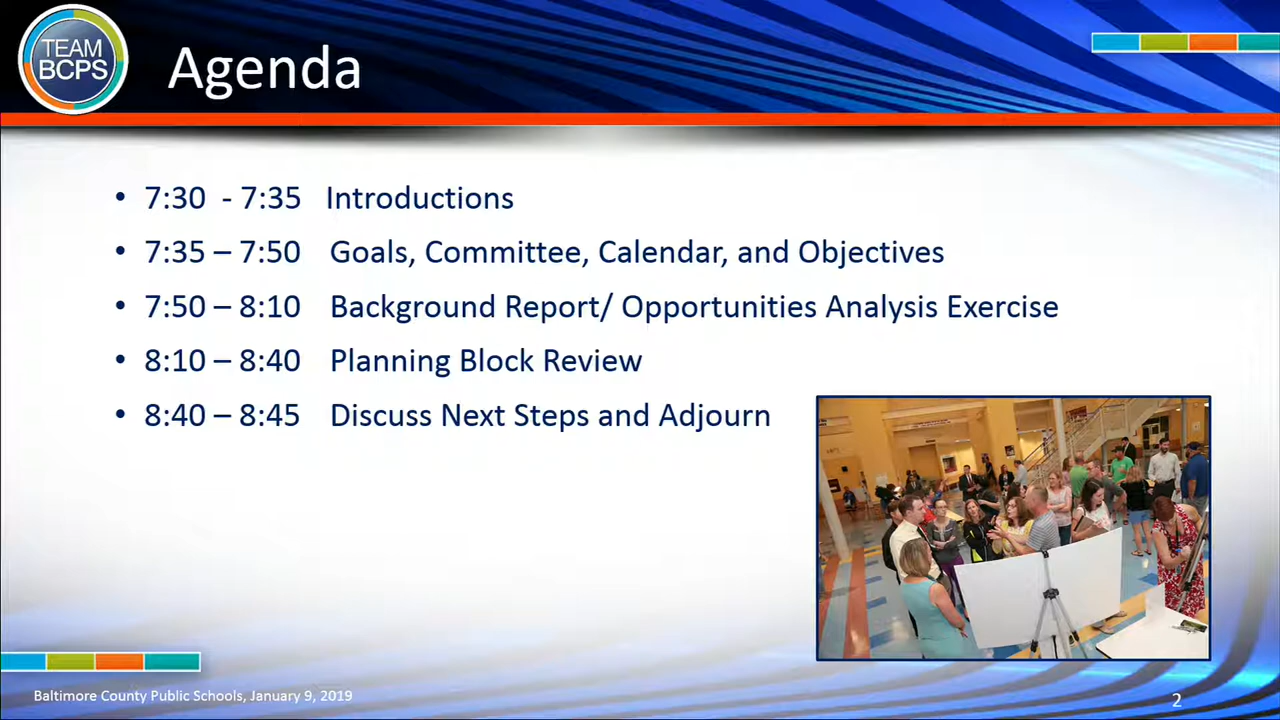 TEAM
BCPS
Agenda
• 7:30 - 7:35 Introductions
• 7:35 – 7:50 Goals, Committee, Calendar, and Objectives
• 7:50 – 8:10 Background Report/ Opportunities Analysis Exercise
• 8:10 – 8:40 Planning Block Review
• 8:40 – 8:45 Discuss Next Steps and Adjourn
Baltimore County Public Schools, January 9, 2019
2